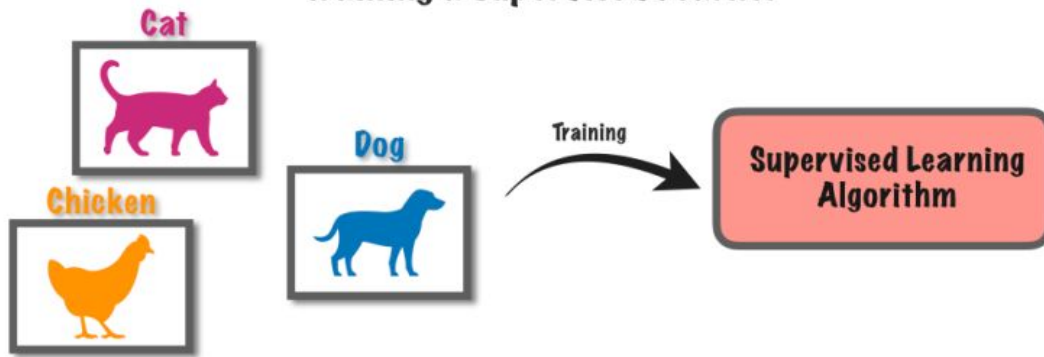 Cat
Dog
Training
Supervised Learning
Algorithm
Chicken